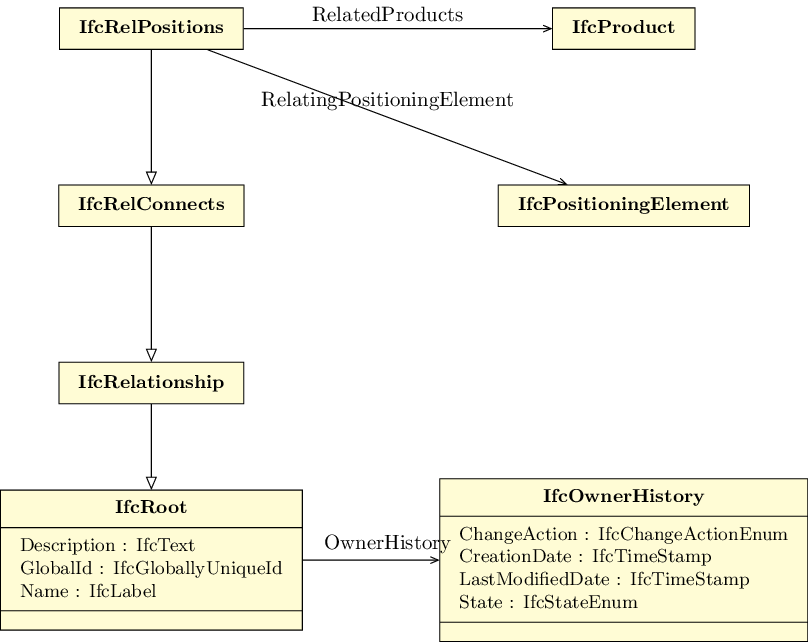 IfcRelPositions
RelatedProducts
IfcProduct
RelatingPositioningElement
IfcRelConnects
IfcPositioningElement
IfcRelationship
IfcRoot
Description : IfcText
GlobalId : IfcGloballyUniqueId
Name : IfcLabel
OwnerHistory
IfcOwnerHistory
ChangeAction : IfcChangeActionEnum
CreationDate : IfcTimeStamp
LastModifiedDate : IfcTimeStamp
State : IfcStateEnum